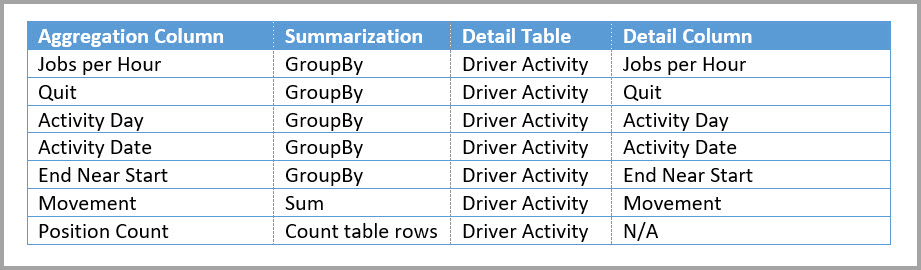 Aggregation Column Summarization Detail Table Detail Column
Jobs per Hour GroupBy Driver Activity Jobs per Hour
Quit GroupBy Driver Activity Quit
Activity Day GroupBy Driver Activity Activity Day
Activity Date GroupBy Driver Activity Activity Date
End Near Start GroupBy Driver Activity End Near Start
Movement Sum Driver Activity Movement
Position Count Count table rows Driver Activity N/A